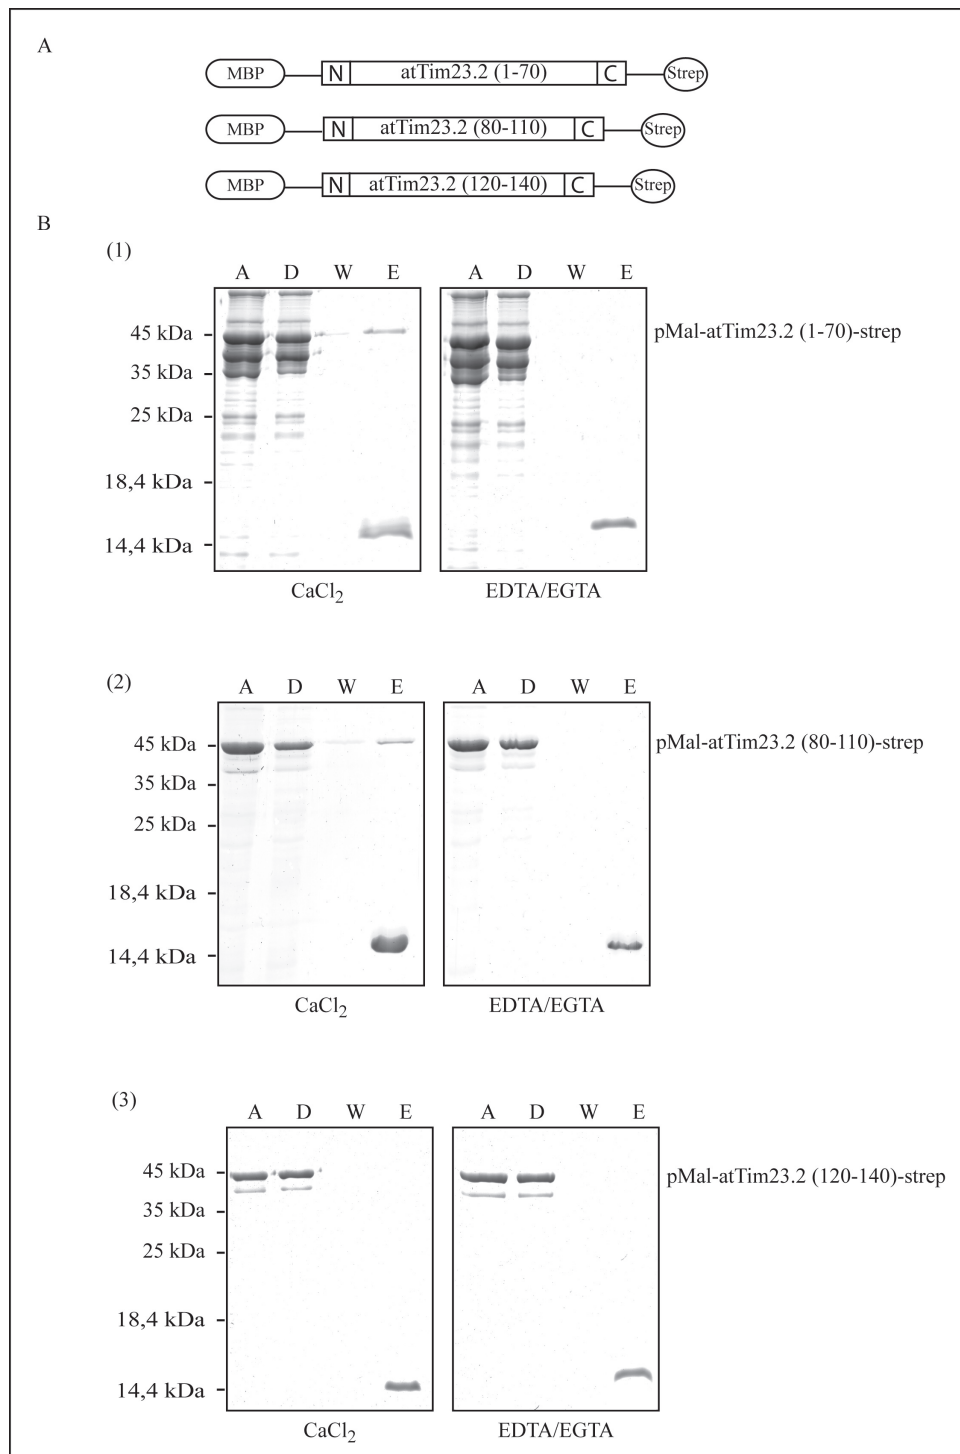 A
MBP N atTim23.2 (1-70) C Strep
MBP N atTim23.2 (80-110) C Strep
MBP N atTim23.2 (120-140) C Strep
B
(1)
A D W E A D W E
45 kDa
pMal-atTim23.2 (1-70)-strep
35 kDa
25 kDa
18,4 kDa
14,4 kDa
CaCl2 EDTA/EGTA
(2)
A D W E A D W E
45 kDa
pMal-atTim23.2 (80-110)-strep
35 kDa
25 kDa
18,4 kDa
14,4 kDa
CaCl2 EDTA/EGTA
(3)
A D W E A D W E
45 kDa
pMal-atTim23.2 (120-140)-strep
35 kDa
25 kDa
18,4 kDa
14,4 kDa
CaCl2 EDTA/EGTA